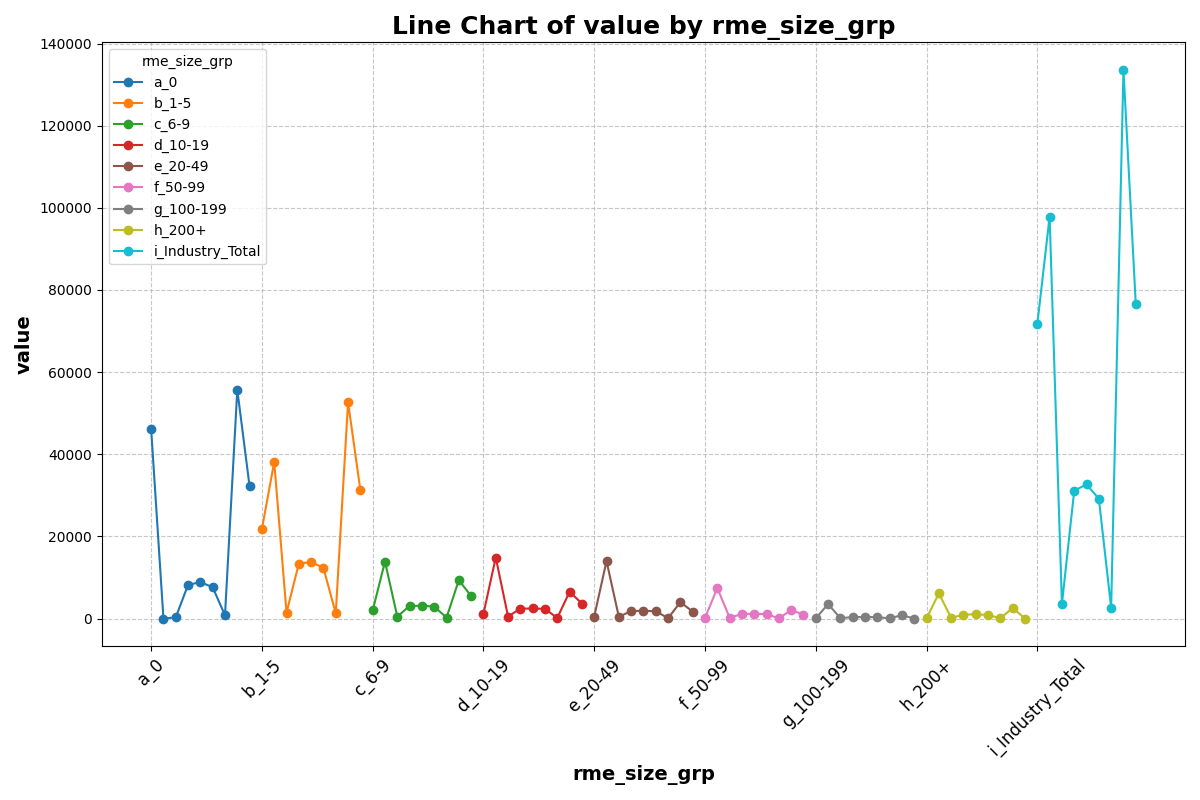 Line Chart of value by rme_size_grp
rme_size_grp
a_0
b_1-5
c_6-9
d_10-19
e_20-49
f_50-99
g_100-199
h_200+
i_Industry_Total
value
140000
120000
100000
80000
60000
40000
20000
0
a_0
b_1-5
c_6-9
d_10-19
e_20-49
f_50-99
g_100-199
h_200+
i_Industry_Total
rme_size_grp